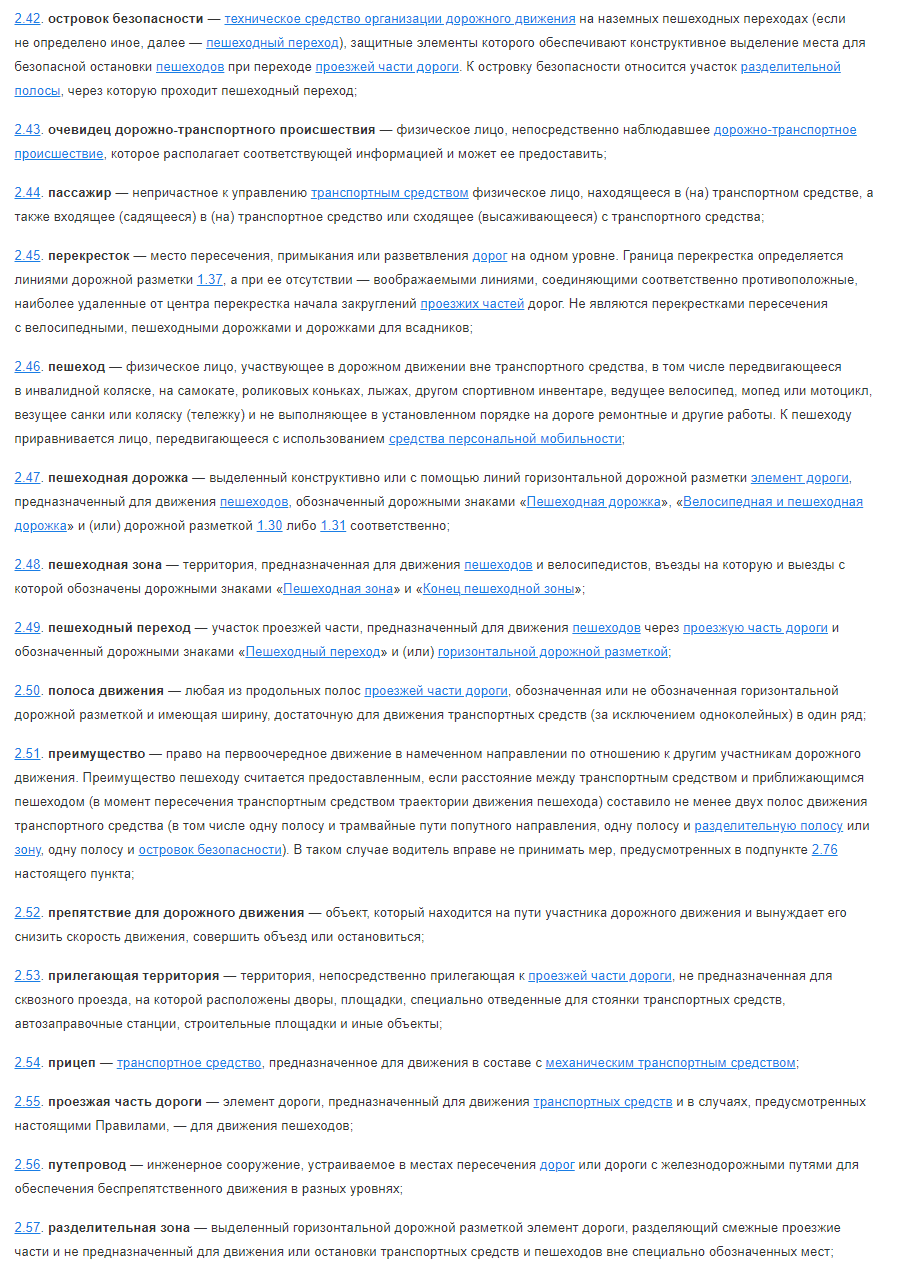 2.42. островок безопасности — техническое средство организации дорожного движения на наземных пешеходных переходах (если
не определено иное, далее — пешеходный переход), защитные элементы которого обеспечивают конструктивное выделение места для
безопасной остановки пешеходов при переходе проезжей части дороги. К островку безопасности относится участок разделительной
полосы, через которую проходит пешеходный переход;
2.43. очевидец дорожно-транспортного происшествия — физическое лицо, непосредственно наблюдавшее дорожно-транспортное
происшествие, которое располагает соответствующей информацией и может ее предоставить;
2.44. пассажир — непричастное к управлению транспортным средством физическое лицо, находящееся в (на) транспортном средстве, а
также входящее (садящееся) в (на) транспортное средство или сходящее (высаживающееся) с транспортного средства;
2.45. перекресток — место пересечения, примыкания или разветвления дорог на одном уровне. Граница перекрестка определяется
линиями дорожной разметки 1.37, а при ее отсутствии — воображаемыми линиями, соединяющими соответственно противоположные,
наиболее удаленные от центра перекрестка начала закруглений проезжих частей дорог. Не являются перекрестками пересечения
с велосипедными, пешеходными дорожками и дорожками для всадников;
2.46. пешеход — физическое лицо, участвующее в дорожном движении вне транспортного средства, в том числе передвигающееся
в инвалидной коляске, на самокате, роликовых коньках, лыжах, другом спортивном инвентаре, ведущее велосипед, мопед или мотоцикл,
везущее санки или коляску (тележку) и не выполняющее в установленном порядке на дороге ремонтные и другие работы. К пешеходу
приравнивается лицо, передвигающееся с использованием средства персональной мобильности;
2.47. пешеходная дорожка — выделенный конструктивно или с помощью линий горизонтальной дорожной разметки элемент дороги,
предназначенный для движения пешеходов, обозначенный дорожными знаками «Пешеходная дорожка», «Велосипедная и пешеходная
дорожка» и (или) дорожной разметкой 1.30 либо 1.31 соответственно;
2.48. пешеходная зона — территория, предназначенная для движения пешеходов и велосипедистов, въезды на которую и выезды с
которой обозначены дорожными знаками «Пешеходная зона» и «Конец пешеходной зоны»;
2.49. пешеходный переход — участок проезжей части, предназначенный для движения пешеходов через проезжую часть дороги и
обозначенный дорожными знаками «Пешеходный переход» и (или) горизонтальной дорожной разметкой;
2.50. полоса движения — любая из продольных полос проезжей части дороги, обозначенная или не обозначенная горизонтальной
дорожной разметкой и имеющая ширину, достаточную для движения транспортных средств (за исключением одноколейных) в один ряд;
2.51. преимущество — право на первоочередное движение в намеченном направлении по отношению к другим участникам дорожного
движения. Преимущество пешеходу считается предоставленным, если расстояние между транспортным средством и приближающимся
пешеходом (в момент пересечения транспортным средством траектории движения пешехода) составило не менее двух полос движения
транспортного средства (в том числе одну полосу и трамвайные пути попутного направления, одну полосу и разделительную полосу или
зону, одну полосу и островок безопасности). В таком случае водитель вправе не принимать мер, предусмотренных в подпункте 2.76
настоящего пункта;
2.52. препятствие для дорожного движения — объект, который находится на пути участника дорожного движения и вынуждает его
снизить скорость движения, совершить объезд или остановиться;
2.53. прилегающая территория — территория, непосредственно прилегающая к проезжей части дороги, не предназначенная для
сквозного проезда, на которой расположены дворы, площадки, специально отведенные для стоянки транспортных средств,
автозаправочные станции, строительные площадки и иные объекты;
2.54. прицеп — транспортное средство, предназначенное для движения в составе с механическим транспортным средством;
2.55. проезжая часть дороги — элемент дороги, предназначенный для движения транспортных средств и в случаях, предусмотренных
настоящими Правилами, — для движения пешеходов;
2.56. путепровод — инженерное сооружение, устраиваемое в местах пересечения дорог или дороги с железнодорожными путями для
обеспечения беспрепятственного движения в разных уровнях;
2.57. разделительная зона — выделенный горизонтальной дорожной разметкой элемент дороги, разделяющий смежные проезжие
части и не предназначенный для движения или остановки транспортных средств и пешеходов вне специально обозначенных мест;